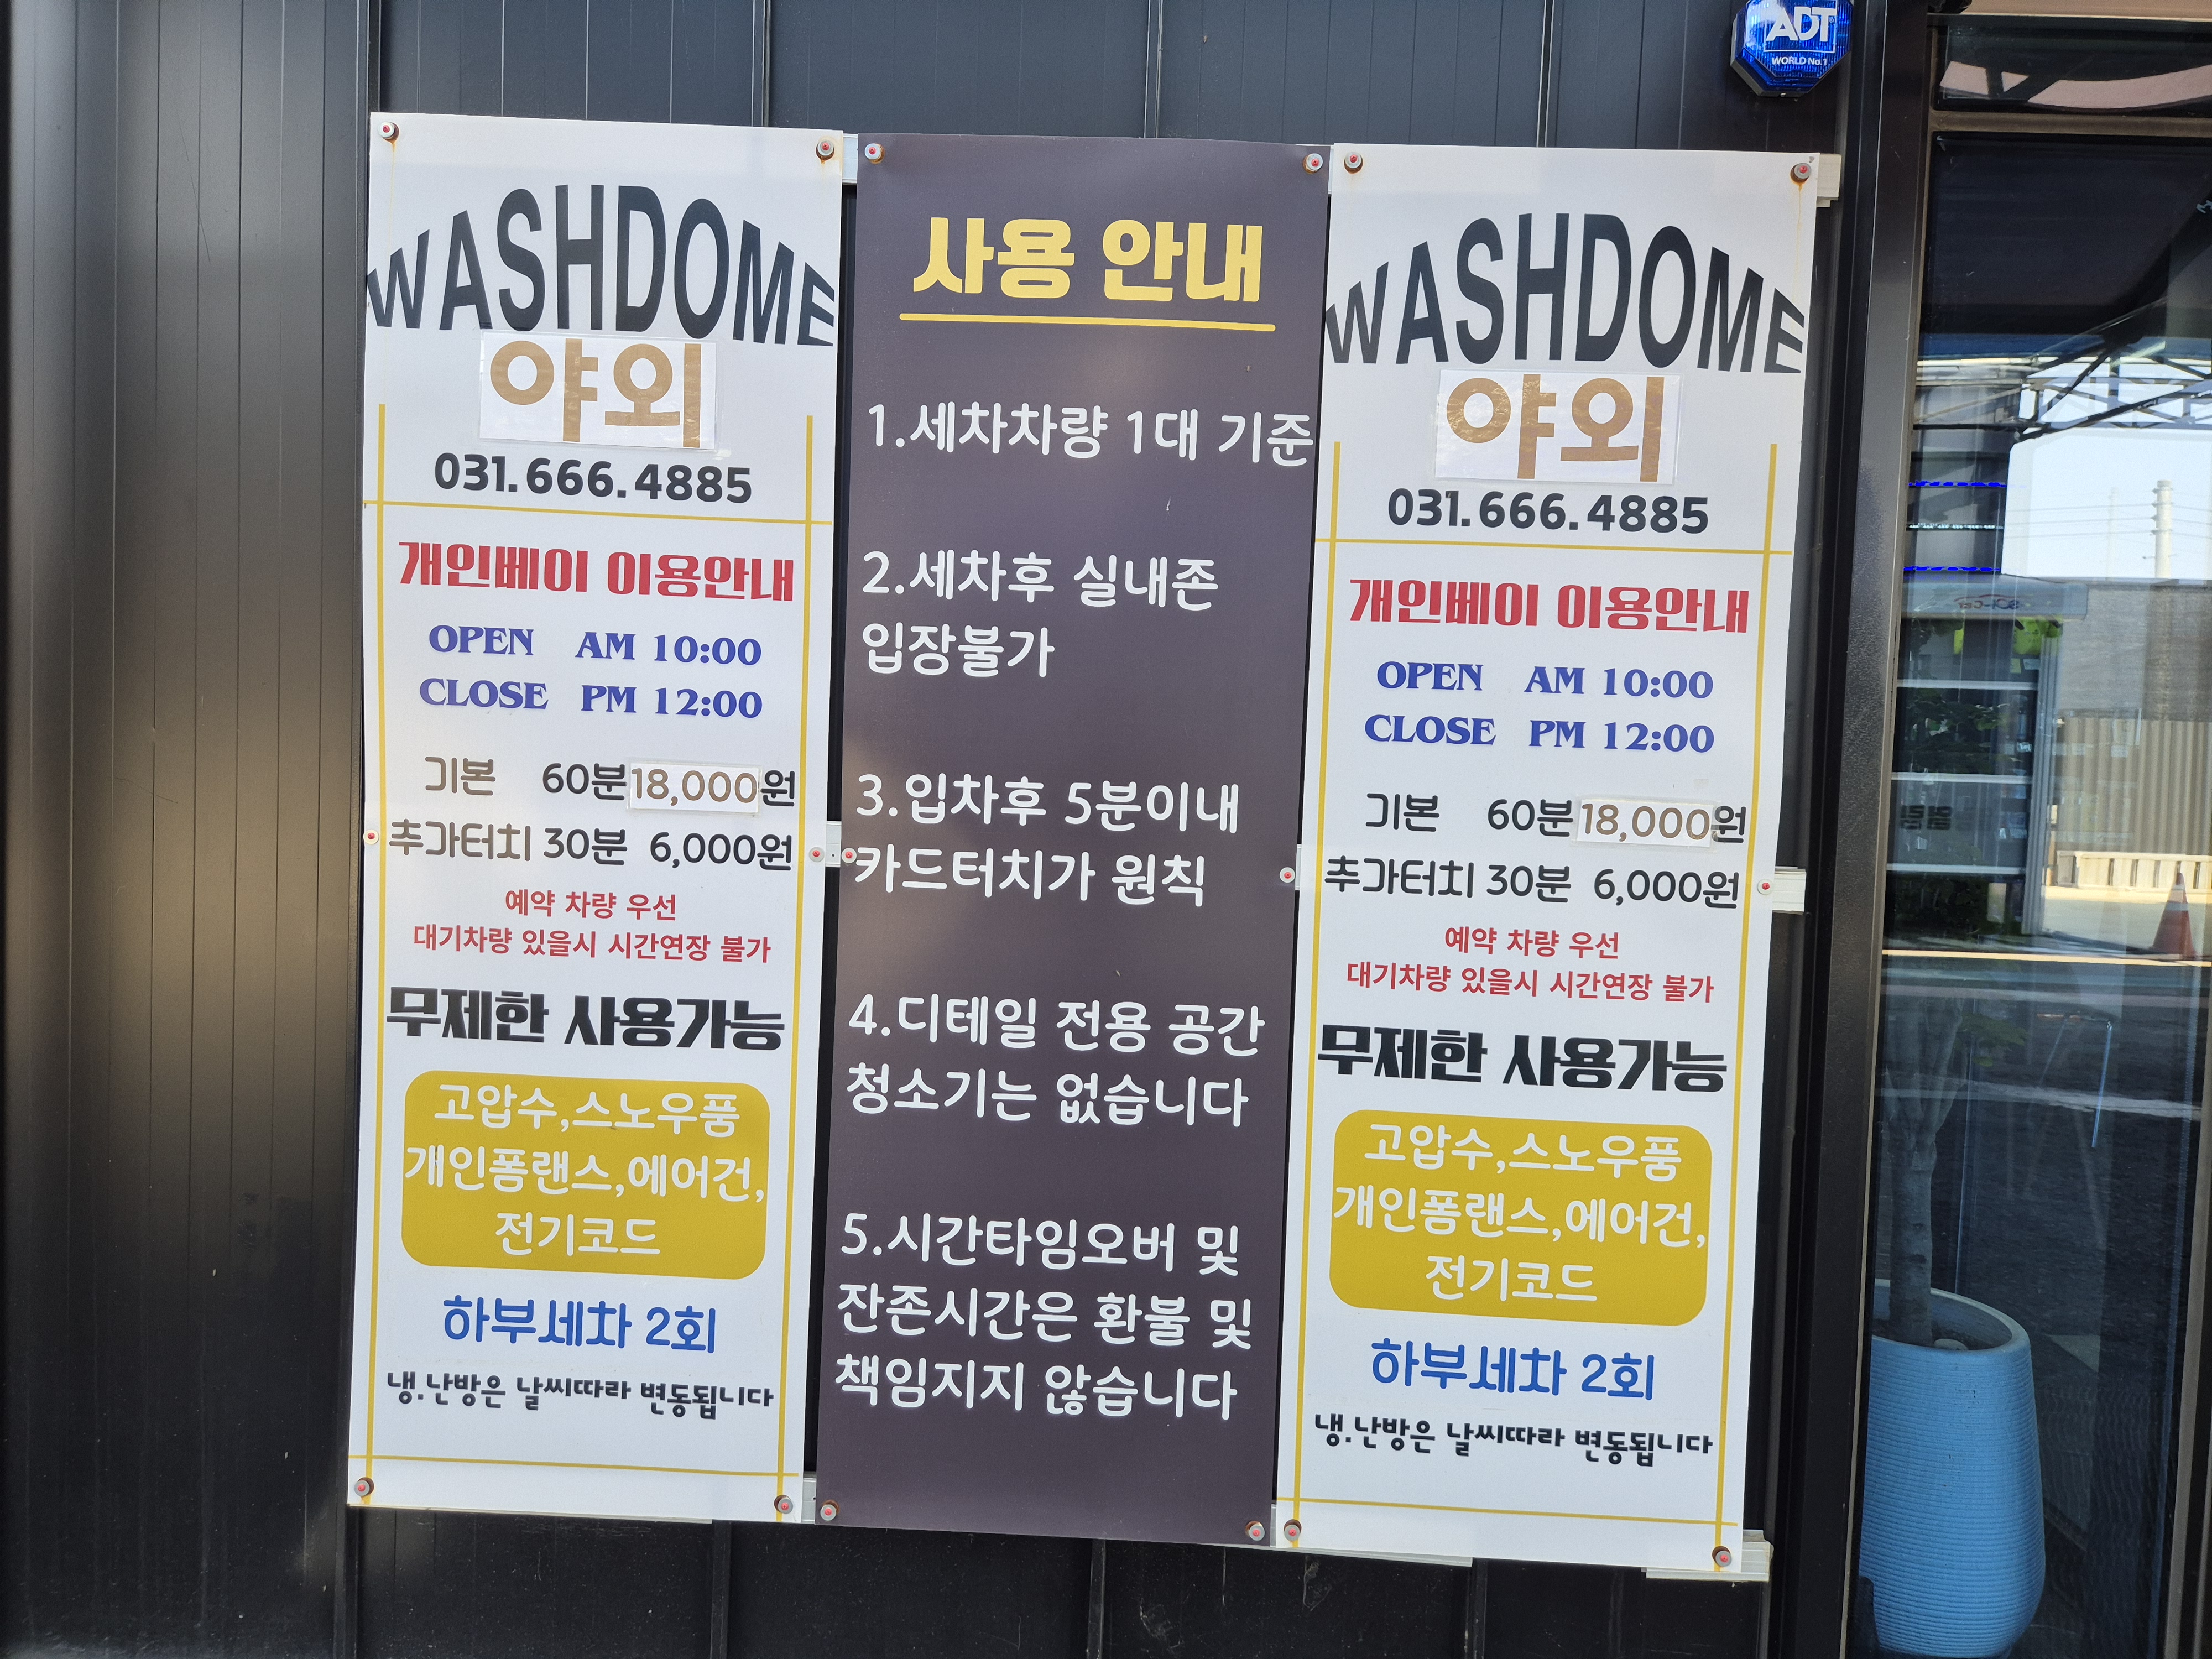 ADT
WORLD No.1
WASHDOME
야외
031.666.4885
개인베이 이용안내
OPEN AM 10:00
CLOSE PM 12:00
기본 60분 18,000원
추가터치 30분 6,000원
예약 차량 우선
대기차량 있을시 시간연장 불가
무제한 사용가능
고압수,스노우폼
개인폼랜스,에어건,
전기코드
하부세차 2회
냉.난방은 날씨따라 변동됩니다
사용 안내
1.세차차량 1대 기준
2.세차후 실내존
입장불가
3.입차후 5분이내
카드터치가 원칙
4.디테일 전용 공간
청소기는 없습니다
5.시간타임오버 및
잔존시간은 환불 및
책임지지 않습니다
WASHDOME
야외
031.666.4885
개인베이 이용안내
OPEN AM 10:00
CLOSE PM 12:00
기본 60분 18,000원
추가터치 30분 6,000원
예약 차량 우선
대기차량 있을시 시간연장 불가
무제한 사용가능
고압수,스노우폼
개인폼랜스,에어건,
전기코드
하부세차 2회
냉.난방은 날씨따라 변동됩니다